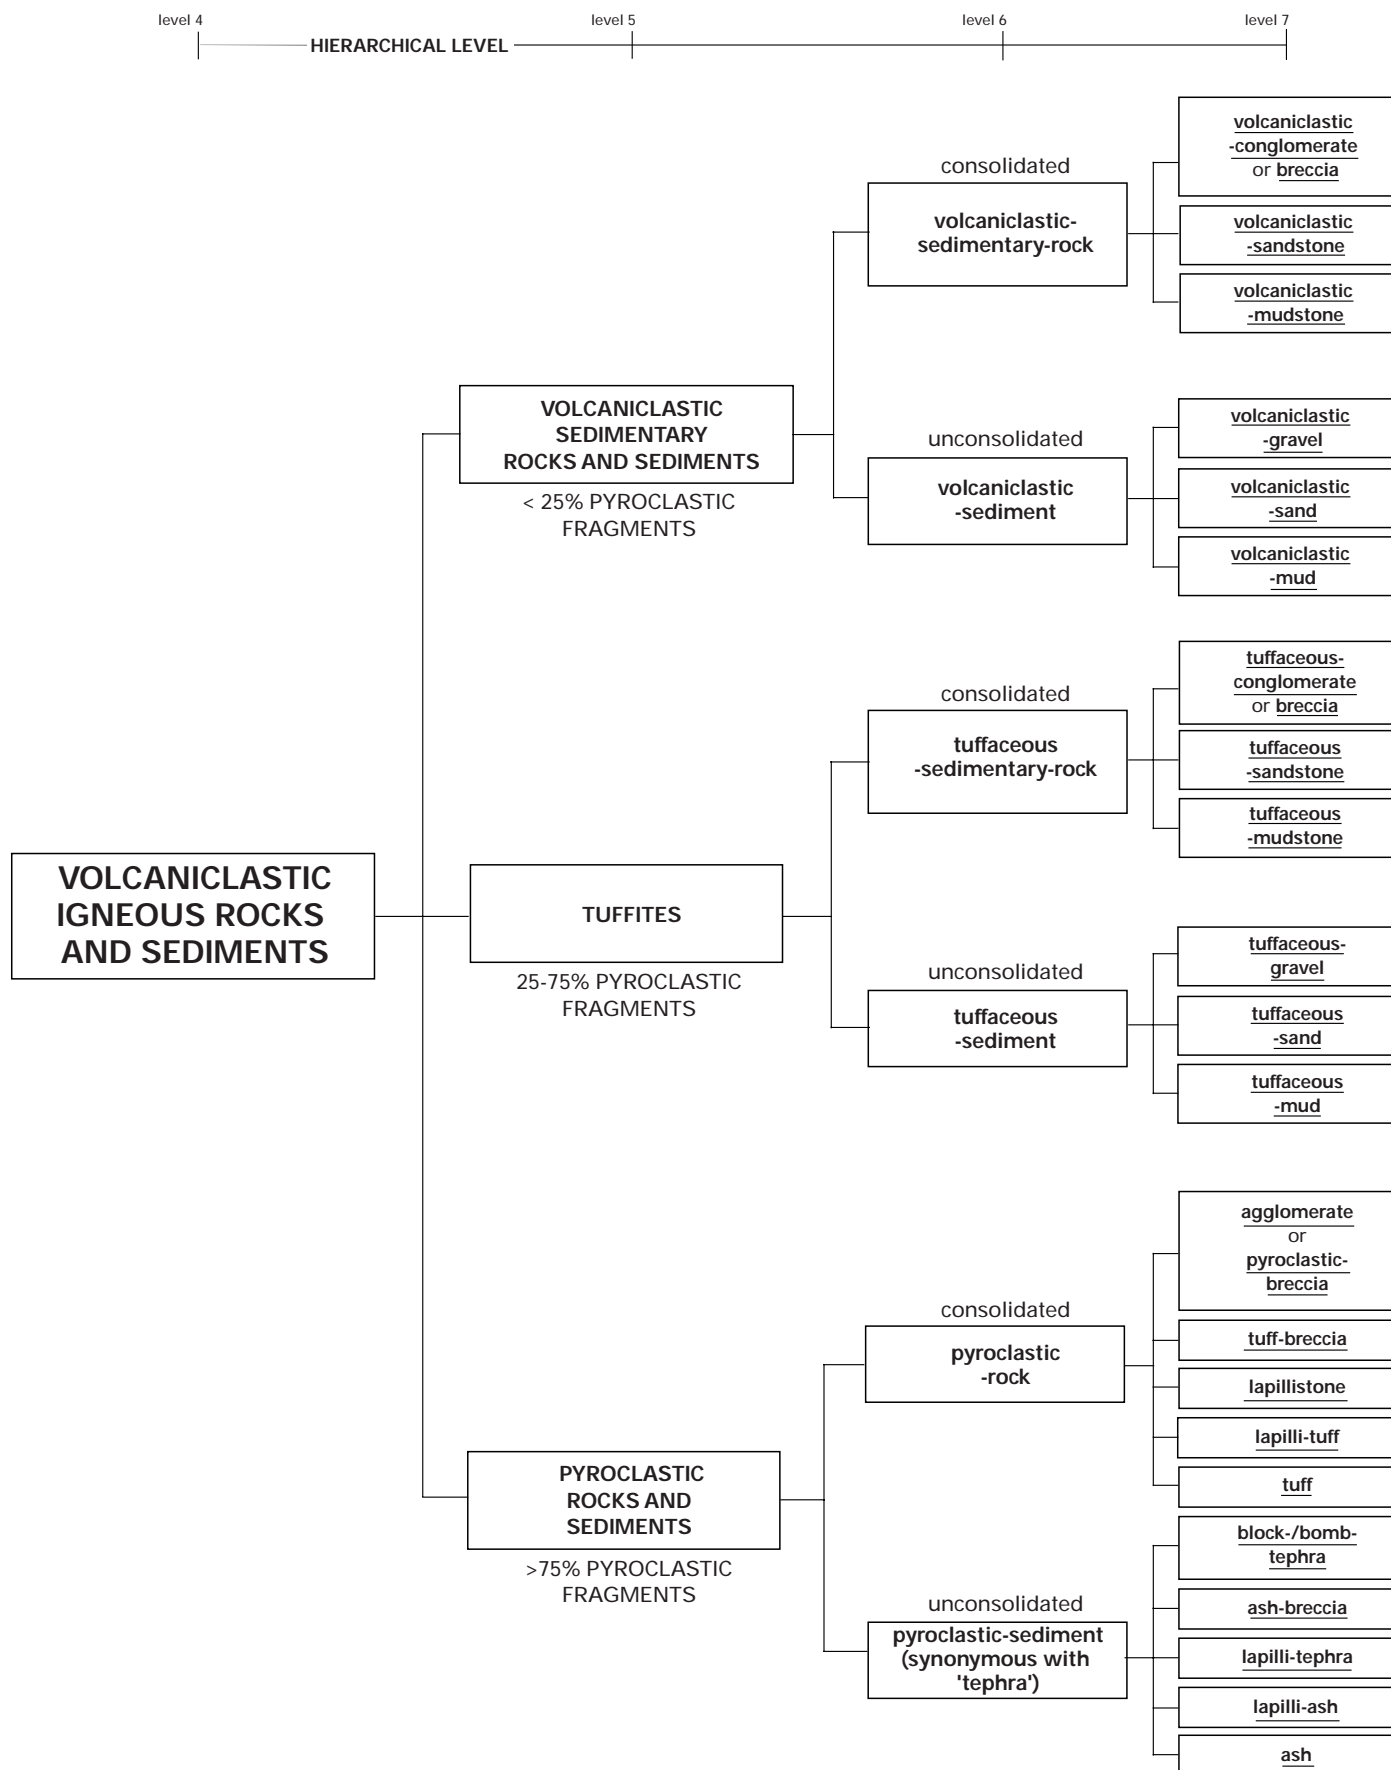 level 4
level 5
level 6
level 7
HIERARCHICAL LEVEL
VOLCANICLASTIC
IGNEOUS ROCKS
AND SEDIMENTS
VOLCANICLASTIC
SEDIMENTARY
ROCKS AND SEDIMENTS
< 25% PYROCLASTIC
FRAGMENTS
consolidated
volcaniclastic-
sedimentary-rock
volcaniclastic
-conglomerate
or breccia
volcaniclastic
-sandstone
volcaniclastic
-mudstone
unconsolidated
volcaniclastic
-sediment
volcaniclastic
-gravel
volcaniclastic
-sand
volcaniclastic
-mud
TUFFITES
25-75% PYROCLASTIC
FRAGMENTS
consolidated
tuffaceous
-sedimentary-rock
tuffaceous-
conglomerate
or breccia
tuffaceous
-sandstone
tuffaceous
-mudstone
unconsolidated
tuffaceous
-sediment
tuffaceous-
gravel
tuffaceous
-sand
tuffaceous
-mud
PYROCLASTIC
ROCKS AND
SEDIMENTS
>75% PYROCLASTIC
FRAGMENTS
consolidated
pyroclastic
-rock
agglomerate
or
pyroclastic-
breccia
tuff-breccia
lapillistone
lapilli-tuff
tuff
unconsolidated
pyroclastic-sediment
(synonymous with
'tephra')
block-/bomb-
tephra
ash-breccia
lapilli-tephra
lapilli-ash
ash